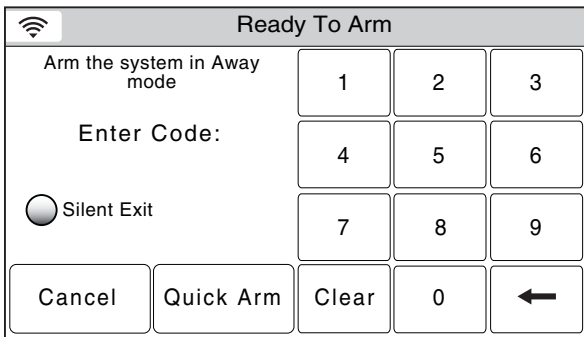 Ready To Arm
Arm the system in Away
mode
1 2 3
Enter Code:
4 5 6
Silent Exit
7 8 9
Cancel Quick Arm Clear 0